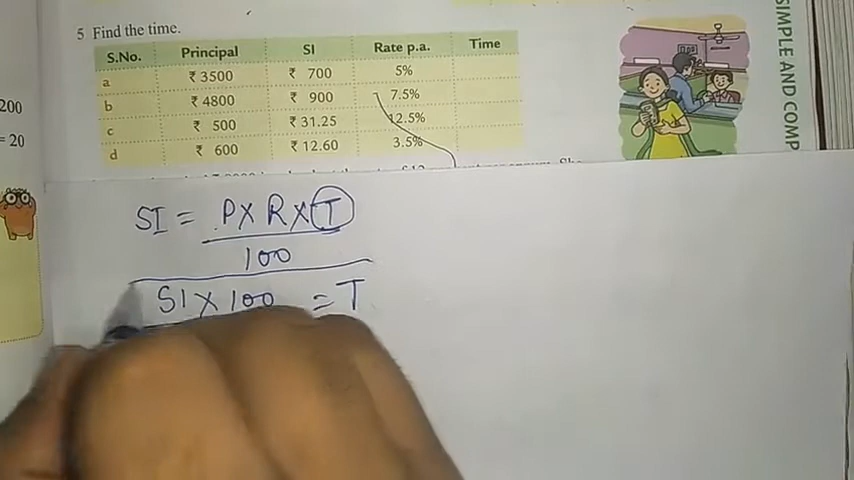 5 Find the time.
S.No. Principal SI Rate p.a. Time
a ₹ 3500 ₹ 700 5%
b ₹ 4800 ₹ 900 7.5%
c ₹ 500 ₹ 31.25 12.5%
d ₹ 600 ₹ 12.60 3.5%
SIMPLE AND COMP
200
= 20
SI = P X R X T
100
SI X 100 = T